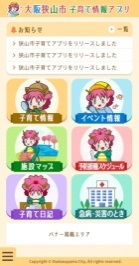 大阪狭山市 子育て情報アプリ
お知らせ
一覧
狭山市子育てアプリをリリースしました
狭山市子育てアプリをリリースしました
狭山市子育てアプリをリリースしました
子育て情報
イベント情報
施設マップ
予防接種スケジュール
子育て日記
急病・災害のとき
バナー掲載エリア